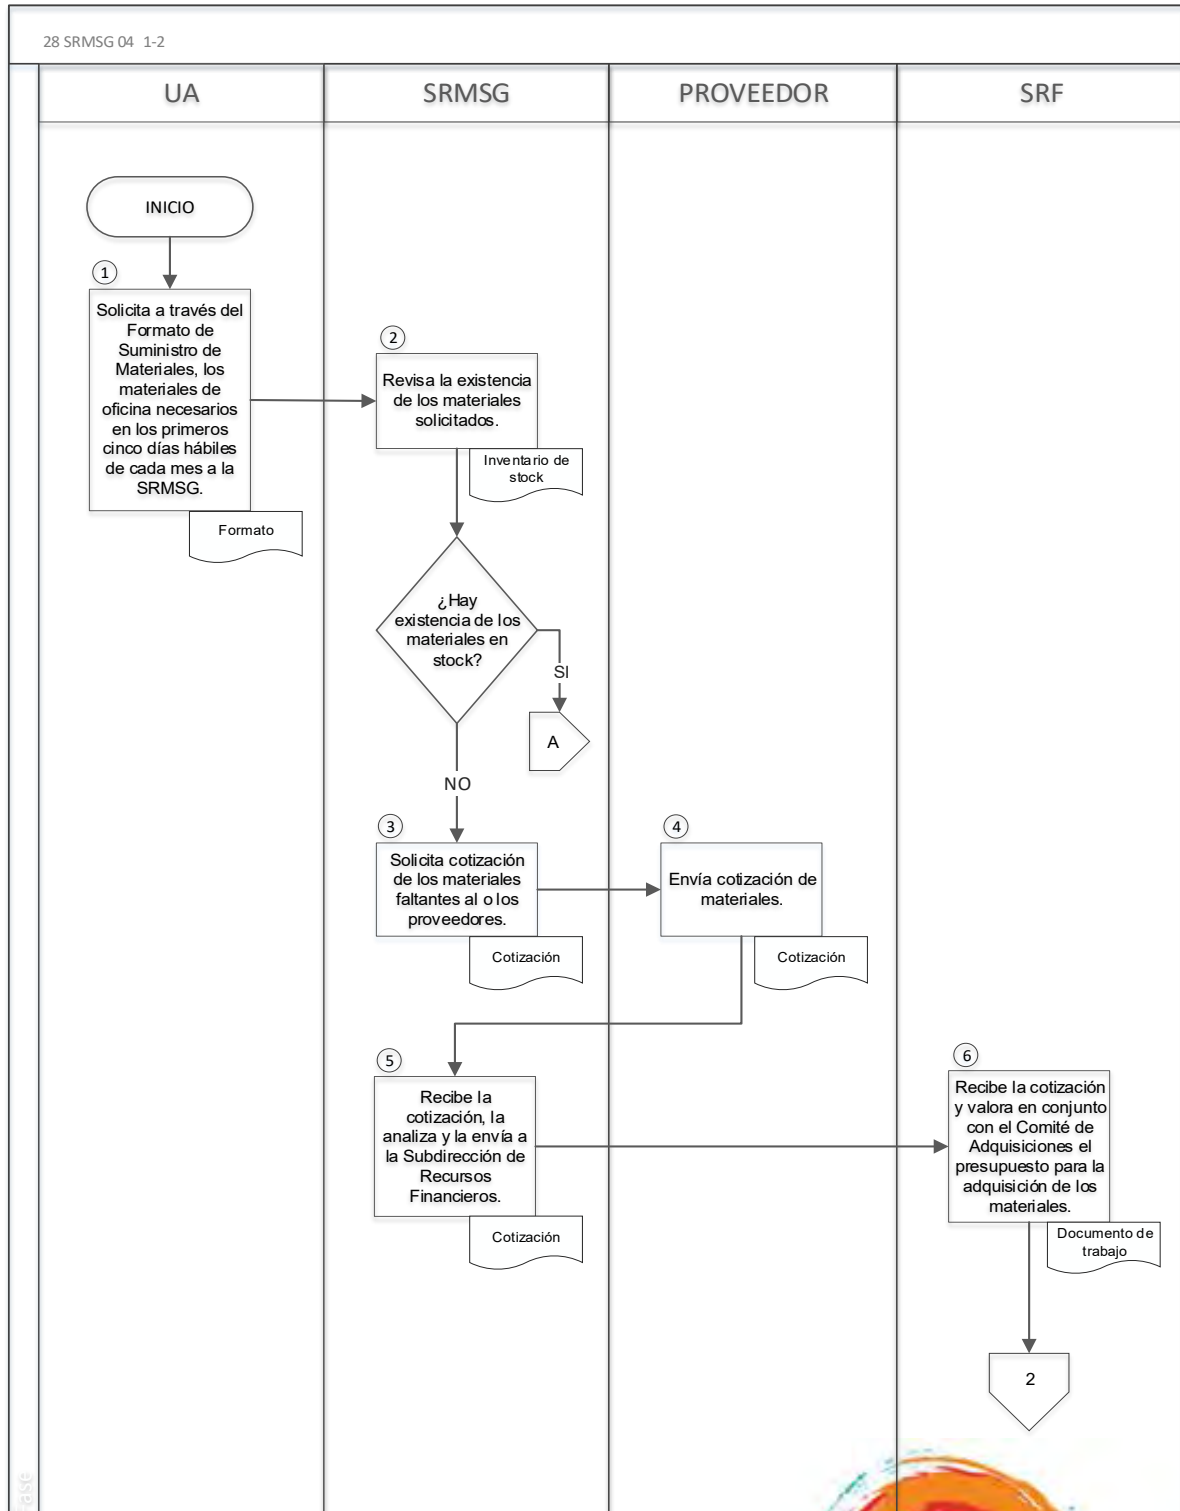 28 SRMSG 04 1-2
UA
SRMSG
PROVEEDOR
SRF
INICIO
1
Solicita a través del
Formato de
Suministro de
Materiales, los
materiales de
oficina necesarios
en los primeros
cinco días hábiles
de cada mes a la
SRMSG.
Formato
2
Revisa la existencia
de los materiales
solicitados.
Inventario de
stock
¿Hay
existencia de los
materiales en
stock?
SI
A
NO
3
Solicita cotización
de los materiales
faltantes al o los
proveedores.
Cotización
4
Envía cotización de
materiales.
Cotización
5
Recibe la
cotización, la
analiza y la envía a
la Subdirección de
Recursos
Financieros.
Cotización
6
Recibe la cotización
y valora en conjunto
con el Comité de
Adquisiciones el
presupuesto para la
adquisición de los
materiales.
Documento de
trabajo
2
Fase